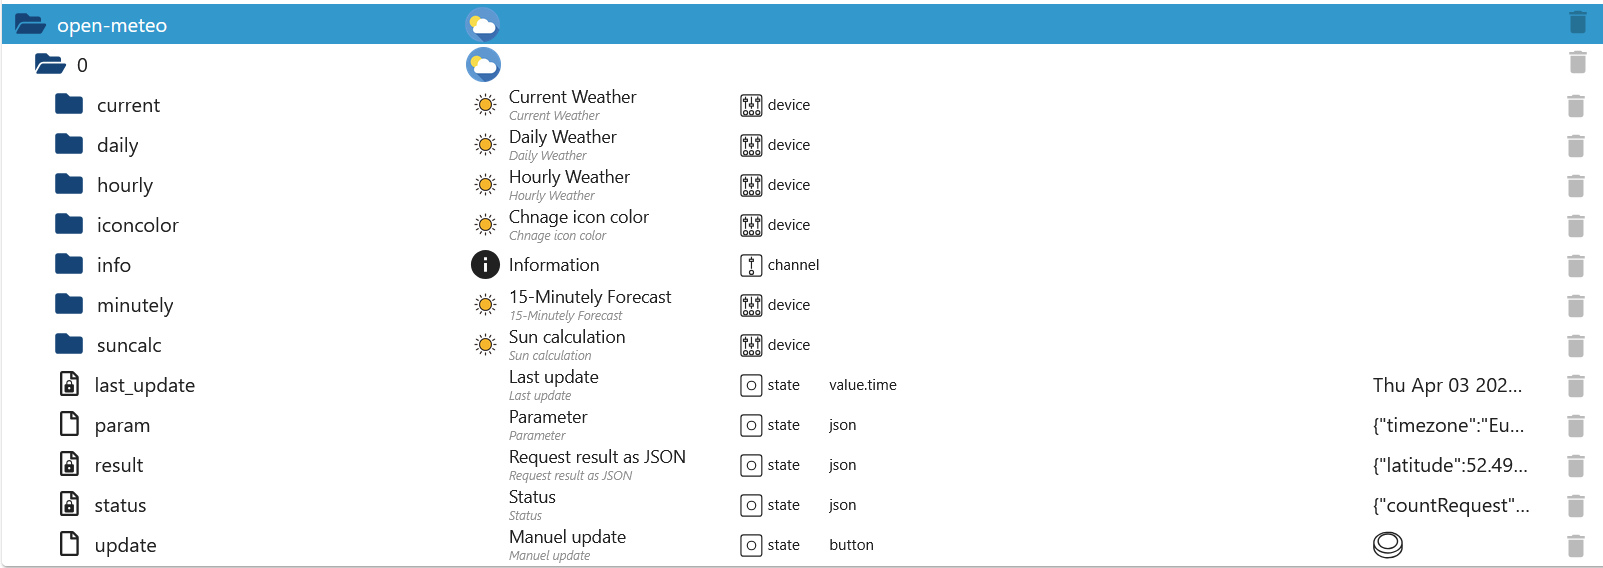 open-meteo
0
current Current Weather device
Current Weather
daily Daily Weather device
Daily Weather
hourly Hourly Weather device
Hourly Weather
iconcolor Chnage icon color device
Chnage icon color
info Information channel
minutely 15-Minutely Forecast device
15-Minutely Forecast
suncalc Sun calculation device
Sun calculation
last_update Last update state value.time Thu Apr 03 202...
Last update
param Parameter state json {"timezone":"Eu...
Parameter
result Request result as JSON state json {"latitude":52.49...
Request result as JSON
status Status state json {"countRequest"...
Status
update Manuel update state button
Manuel update